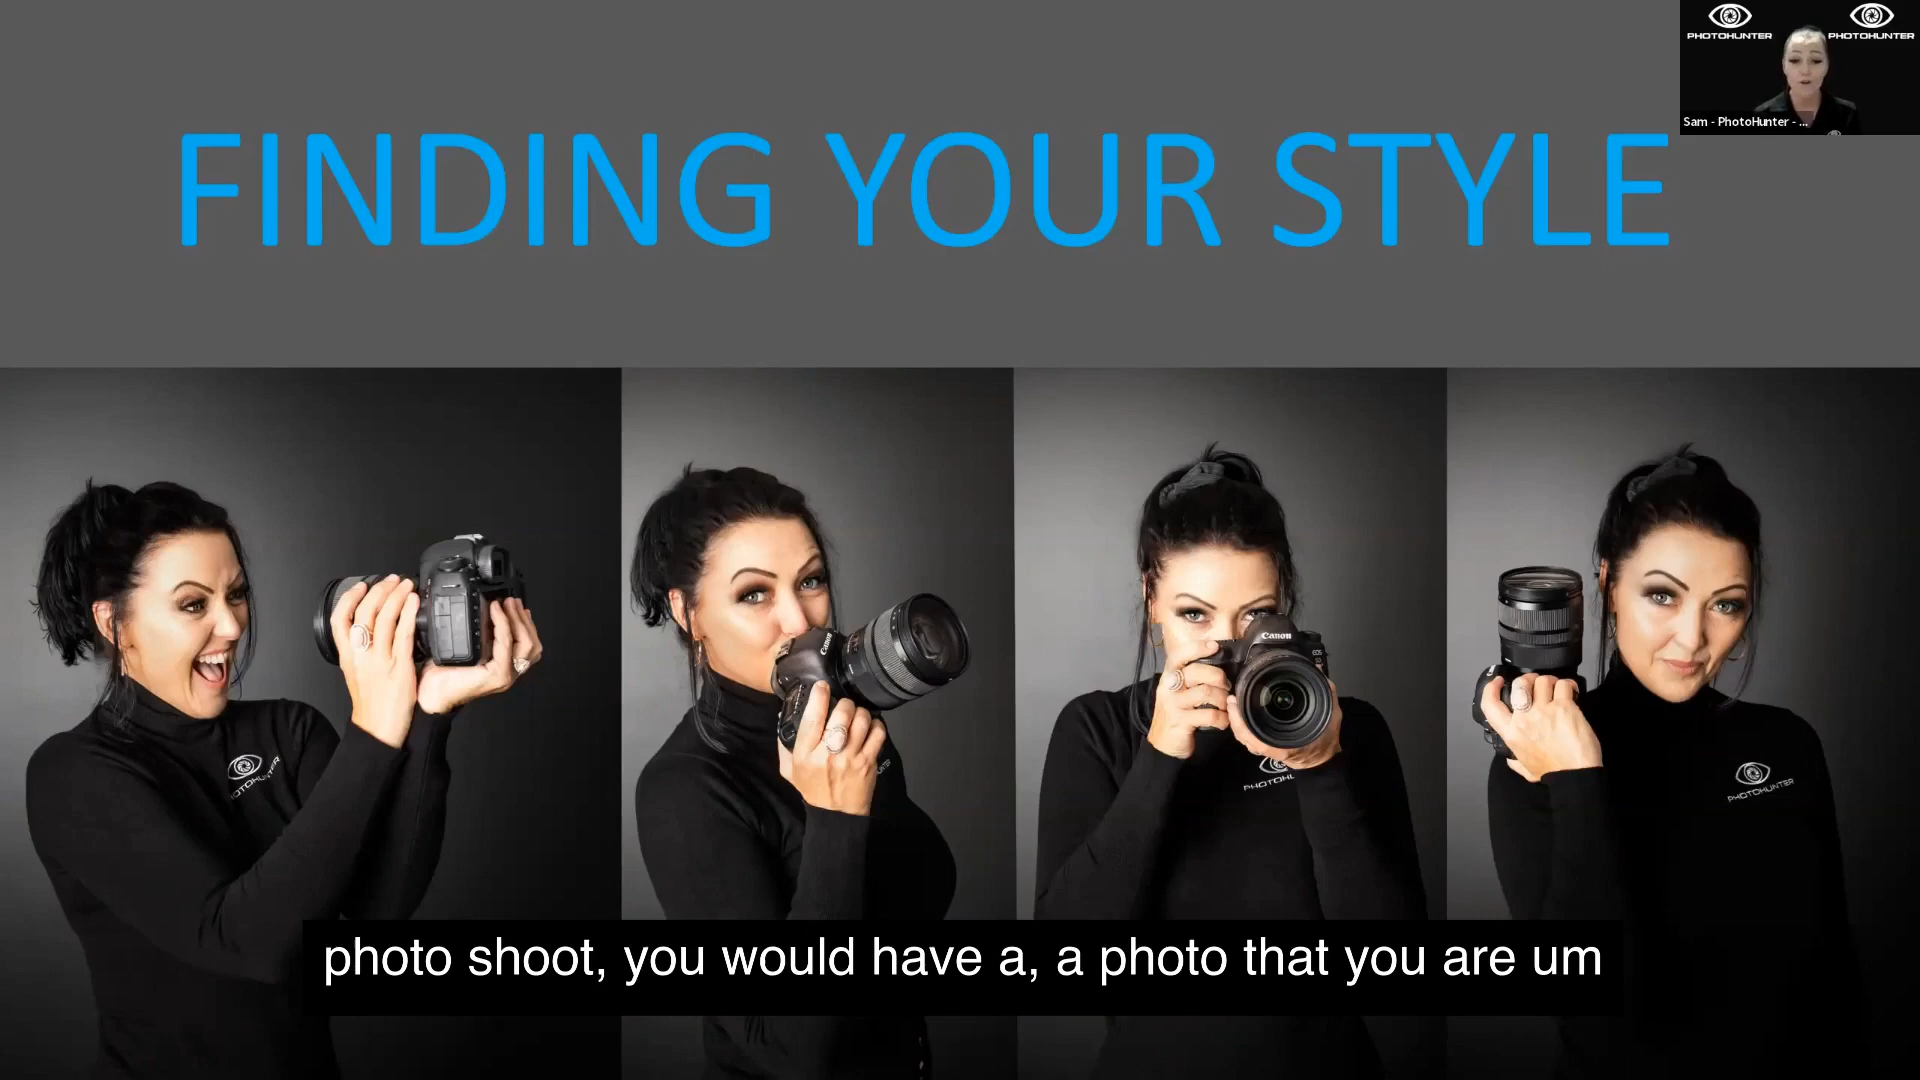 PHOTOHUNTER PHOTOHUNTER
Sam - PhotoHunter - ...
FINDING YOUR STYLE
Canon
Canon
EOS
PHOTOHUNTER
photo shoot, you would have a, a photo that you are um